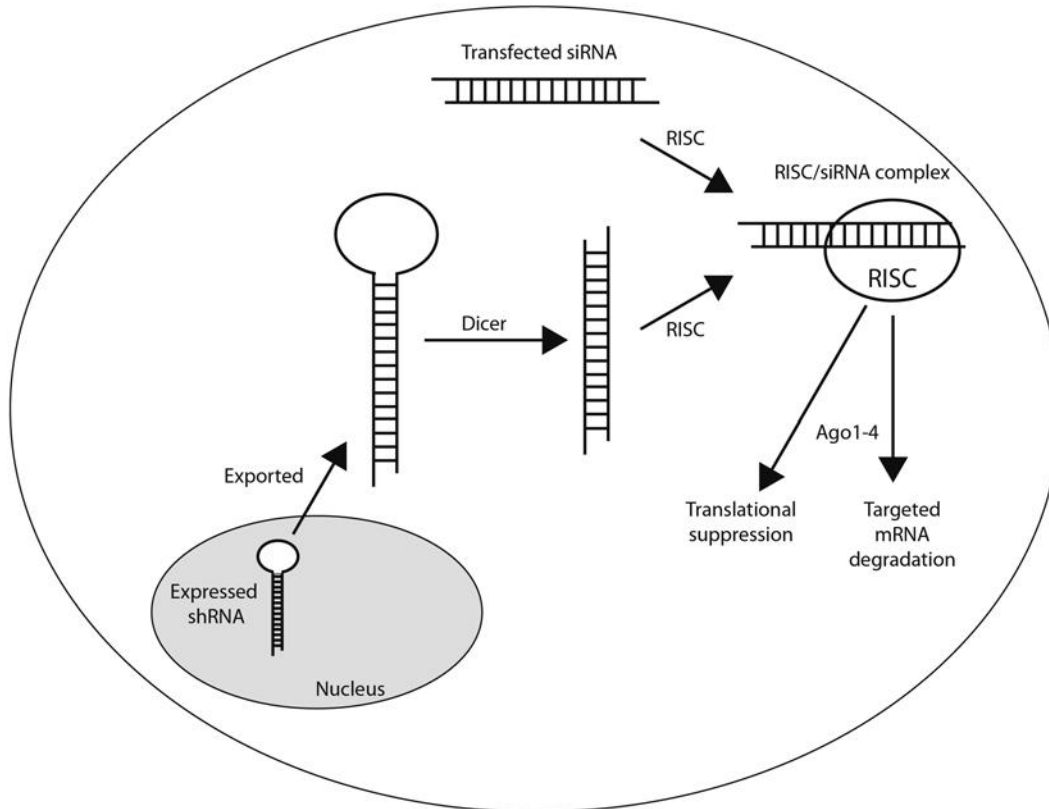 Transfected siRNA
RISC
RISC/siRNA complex
RISC
Dicer
RISC
Ago1-4
Exported
Translational
suppression
Targeted
mRNA
degradation
Expressed
shRNA
Nucleus